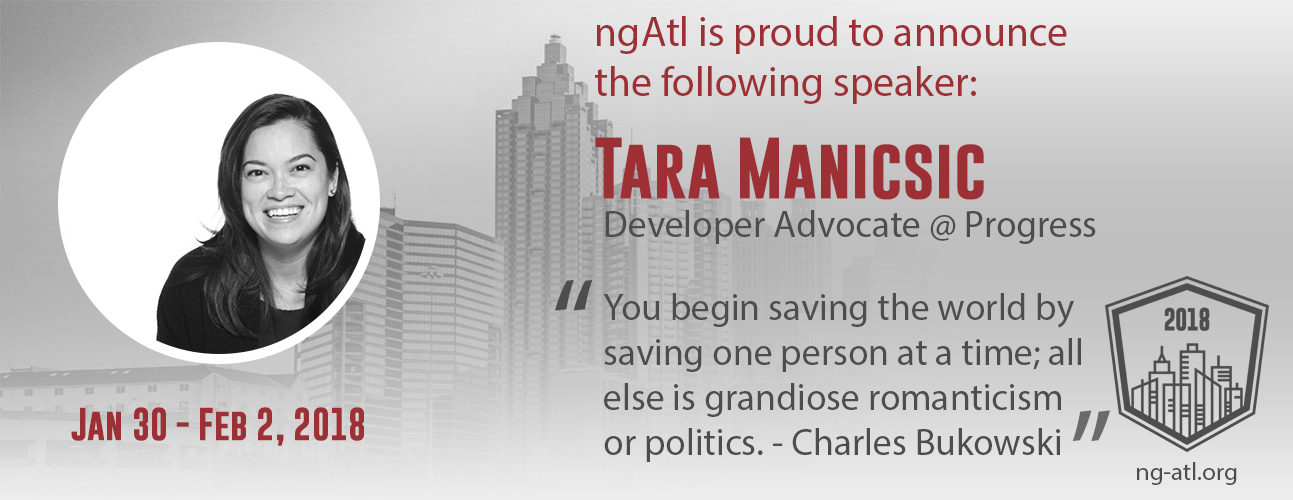 ngAtl is proud to announce
the following speaker:
TARA MANICSIC
Developer Advocate @ Progress
“ You begin saving the world by
saving one person at a time; all
else is grandiose romanticism
or politics. - Charles Bukowski ”
JAN 30 - FEB 2, 2018
2018
ng-atl.org